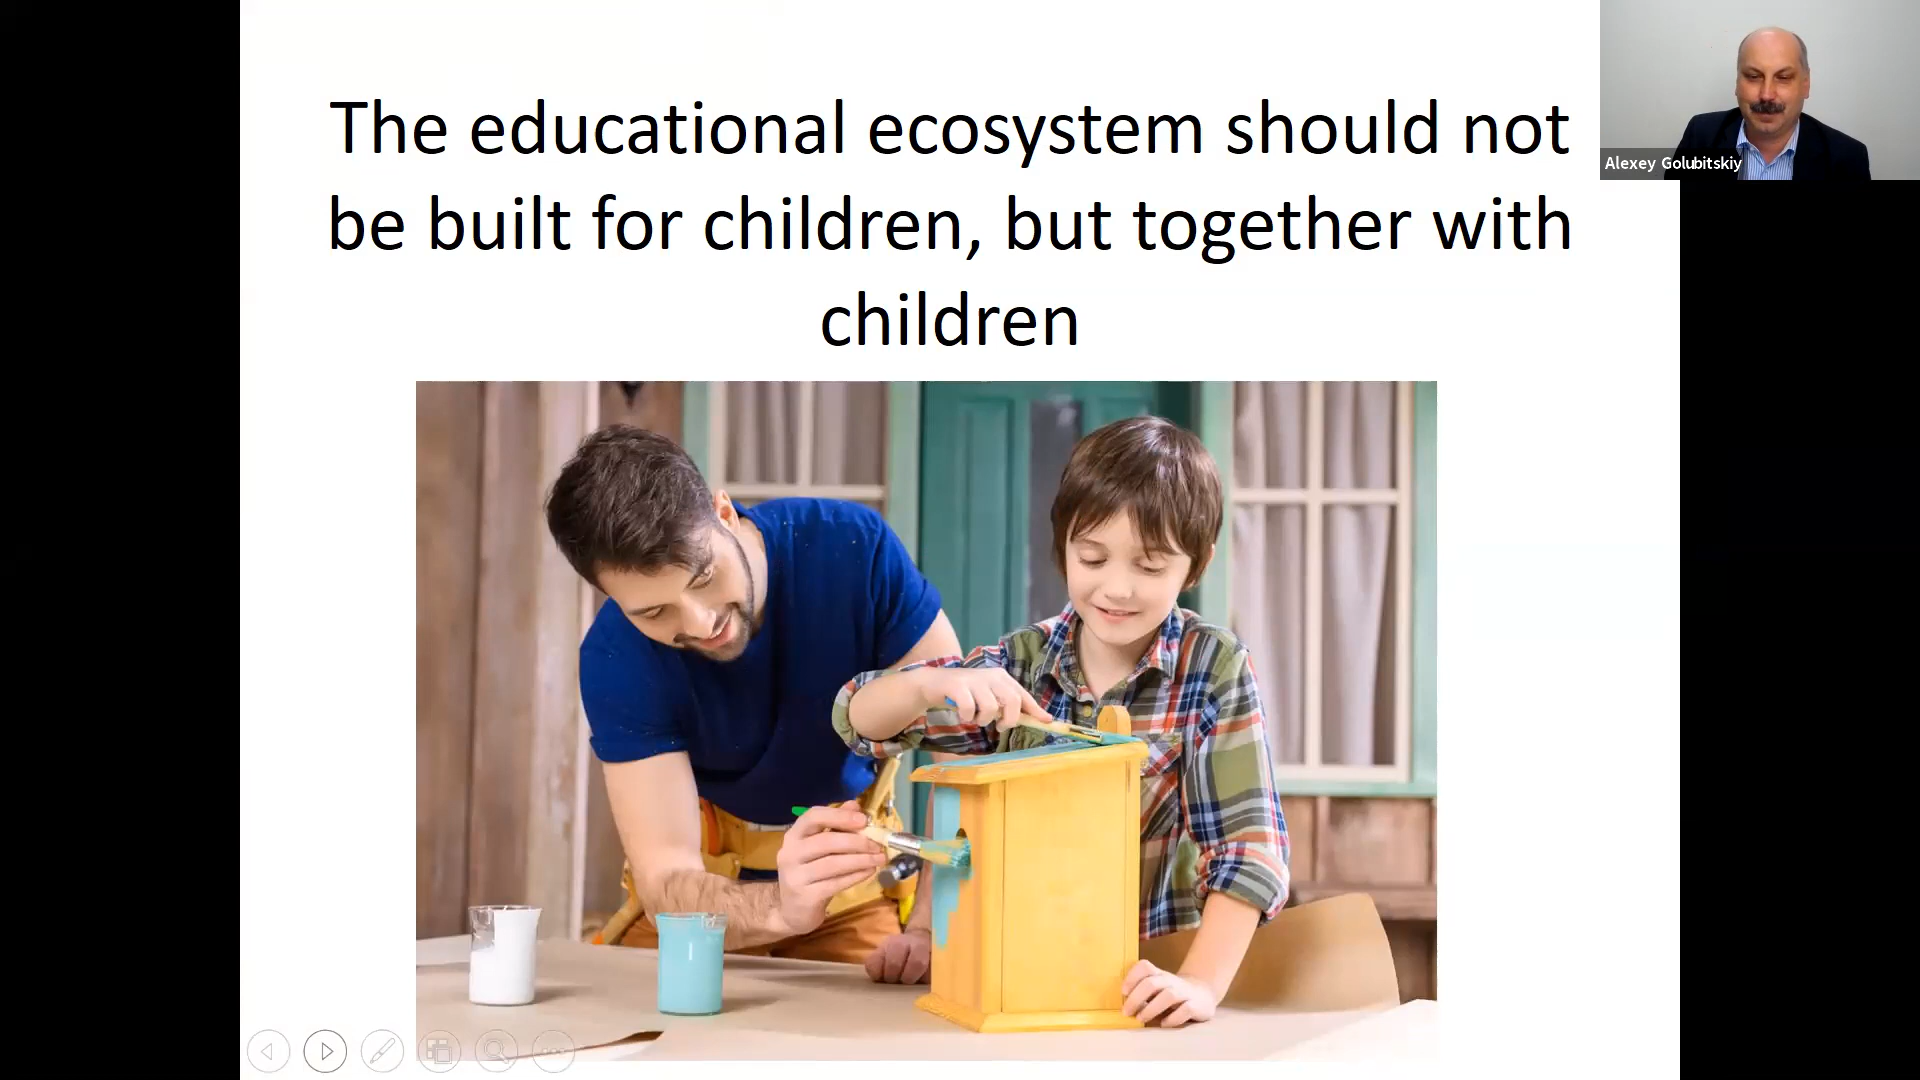 The educational ecosystem should not
be built for children, but together with
children
Alexey Golubitskiy